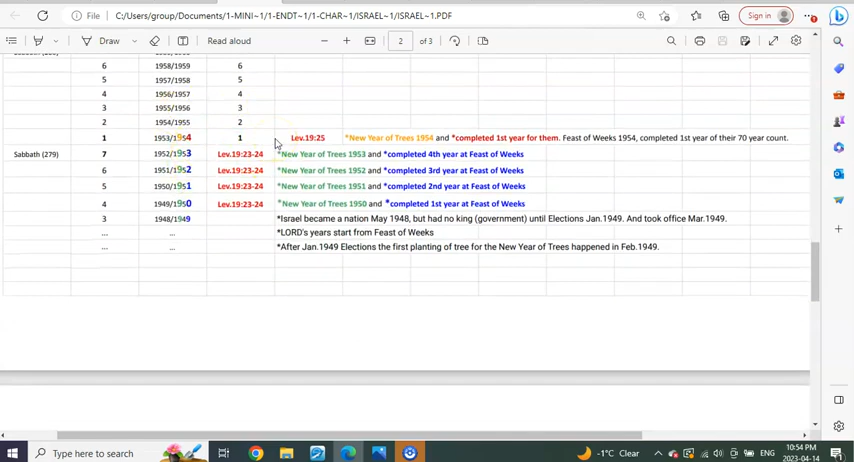 C:/Users/group/Documents/1-MINI~1/1-ENDT~1/1-CHAR~1/ISRAEL~1/ISRAEL~1.PDF
File
Sign in
Draw
Read aloud
2
of 3
6 1958/1959 6
5 1957/1958 5
4 1956/1957 4
3 1955/1956 3
2 1954/1955 2
1 1953/1954 1 Lev.19:25 *New Year of Trees 1954 and *completed 1st year for them. Feast of Weeks 1954, completed 1st year of their 70 year count.
Sabbath (279) 7 1952/1953 Lev.19:23-24 *New Year of Trees 1953 and *completed 4th year at Feast of Weeks
6 1951/1952 Lev.19:23-24 *New Year of Trees 1952 and *completed 3rd year at Feast of Weeks
5 1950/1951 Lev.19:23-24 *New Year of Trees 1951 and *completed 2nd year at Feast of Weeks
4 1949/1950 Lev.19:23-24 *New Year of Trees 1950 and *completed 1st year at Feast of Weeks
3 1948/1949 *Israel became a nation May 1948, but had no king (government) until Elections Jan.1949. And took office Mar.1949.
... ... *LORD's years start from Feast of Weeks
... ... *After Jan.1949 Elections the first planting of tree for the New Year of Trees happened in Feb.1949.
Type here to search
-1°C Clear
ENG
10:54 PM
2023-04-14